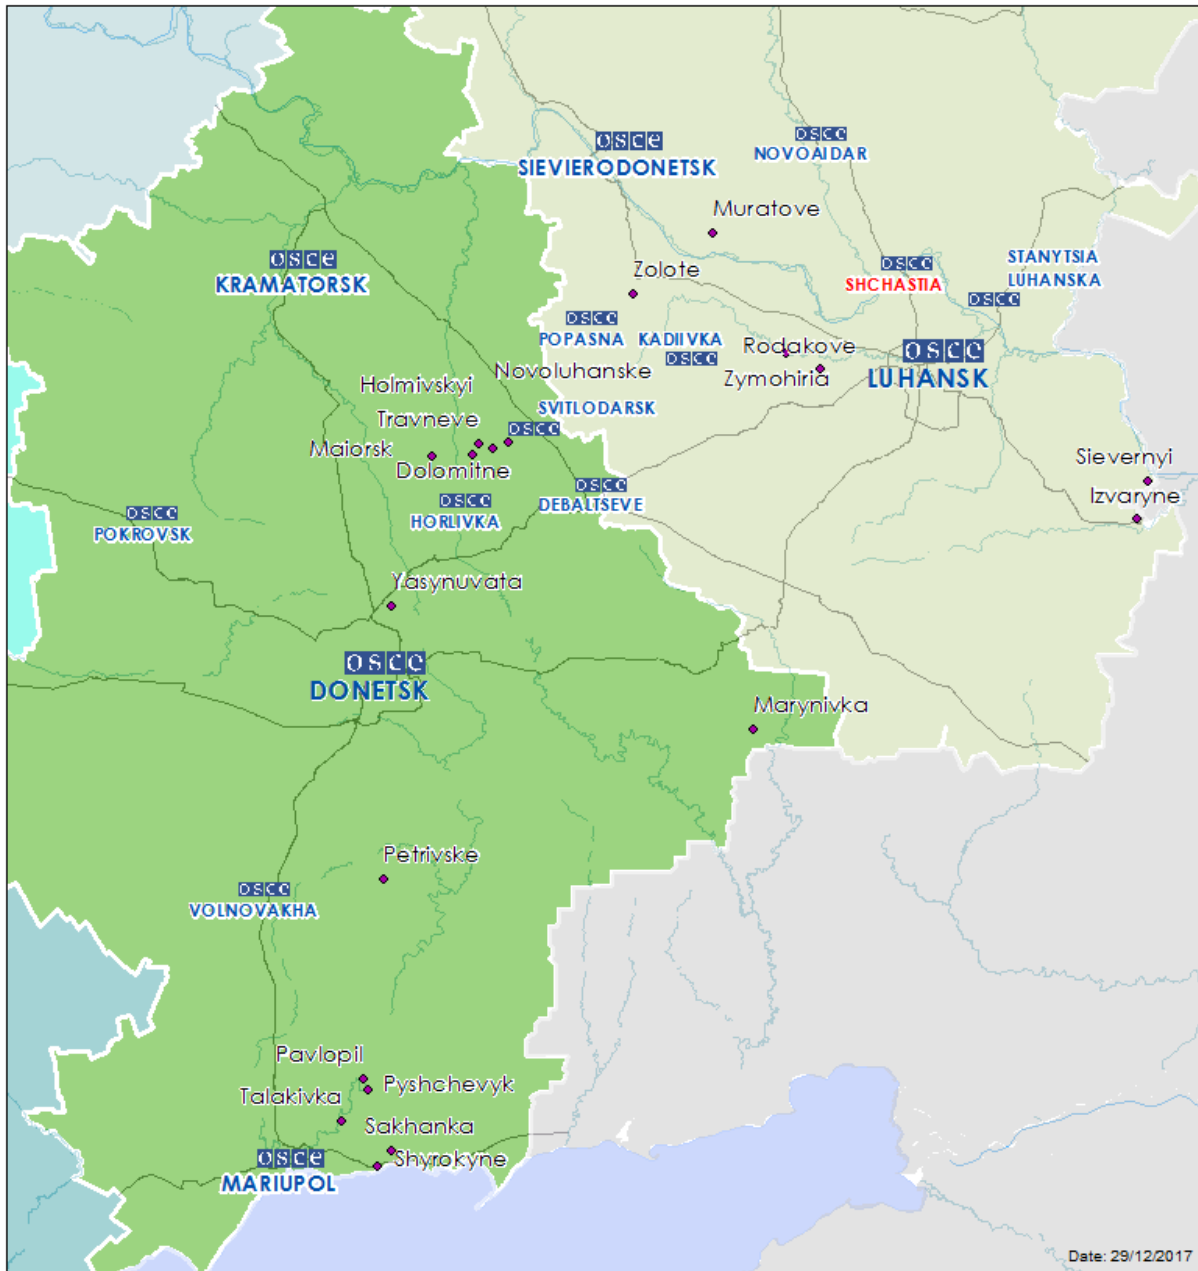 osce
SIEVIERODONETSK
osce
NOVOAIDAR
Muratove
osce
KRAMATORSK
Zolote
osce
SHCHASTIA
STANYTSIA
LUHANSKA
osce
osce
POPASNA
KADIIVKA
osce
Rodakove
Zymohiria
osce
LUHANSK
Novoluhanske
Holmivskyi
Travneve
SVITLODARSK
osce
Maiorsk
Dolomitne
osce
HORLIVKA
osce
DEBALTSEVE
Sievernyi
Izvaryne
osce
POKROVSK
Yasynuvata
osce
DONETSK
Marynivka
Petrivske
osce
VOLNOVAKHA
Pavlopil
Pyshchevyk
Talakivka
Sakhanka
Shyrokyne
osce
MARIUPOL
Date: 29/12/2017